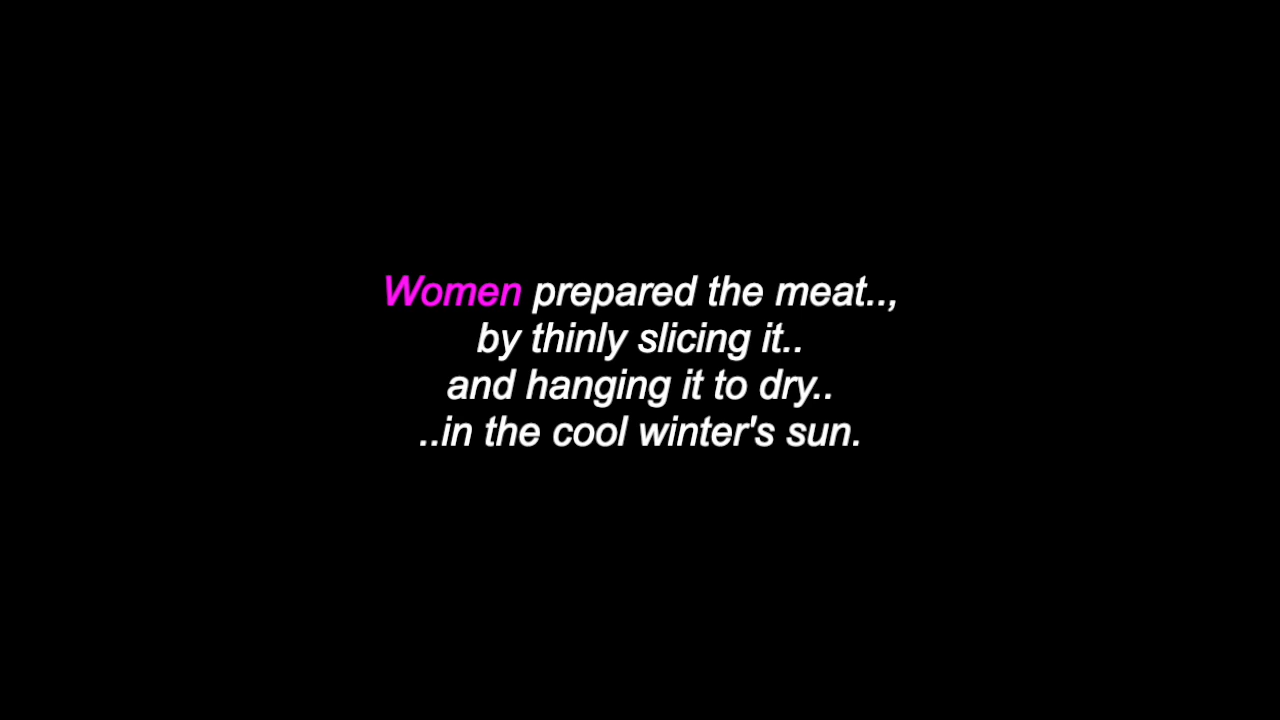 Women prepared the meat..,
by thinly slicing it..
and hanging it to dry..
..in the cool winter's sun.